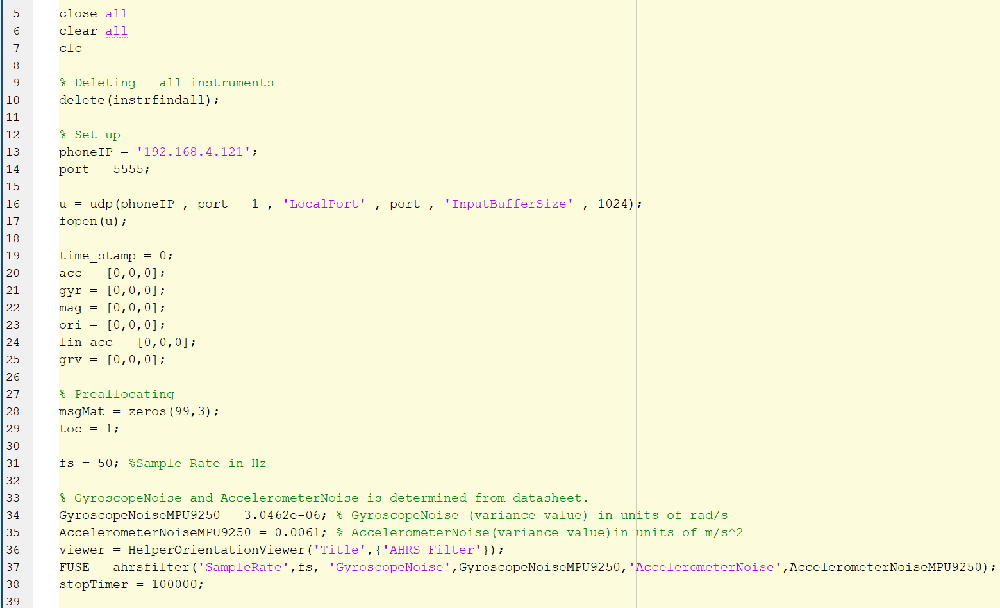 5 close all
6 clear all
7 clc
8
9 % Deleting   all instruments
10 delete(instrfindall);
11
12 % Set up
13 phoneIP = '192.168.4.121';
14 port = 5555;
15
16 u = udp(phoneIP , port - 1 , 'LocalPort' , port , 'InputBufferSize' , 1024);
17 fopen(u);
18
19 time_stamp = 0;
20 acc = [0,0,0];
21 gyr = [0,0,0];
22 mag = [0,0,0];
23 ori = [0,0,0];
24 lin_acc = [0,0,0];
25 grv = [0,0,0];
26
27 % Preallocating
28 msgMat = zeros(99,3);
29 toc = 1;
30
31 fs = 50; %Sample Rate in Hz
32
33 % GyroscopeNoise and AccelerometerNoise is determined from datasheet.
34 GyroscopeNoiseMPU9250 = 3.0462e-06; % GyroscopeNoise (variance value) in units of rad/s
35 AccelerometerNoiseMPU9250 = 0.0061; % AccelerometerNoise(variance value)in units of m/s^2
36 viewer = HelperOrientationViewer('Title',{'AHRS Filter'});
37 FUSE = ahrsfilter('SampleRate',fs, 'GyroscopeNoise',GyroscopeNoiseMPU9250,'AccelerometerNoise',AccelerometerNoiseMPU9250);
38 stopTimer = 100000;
39